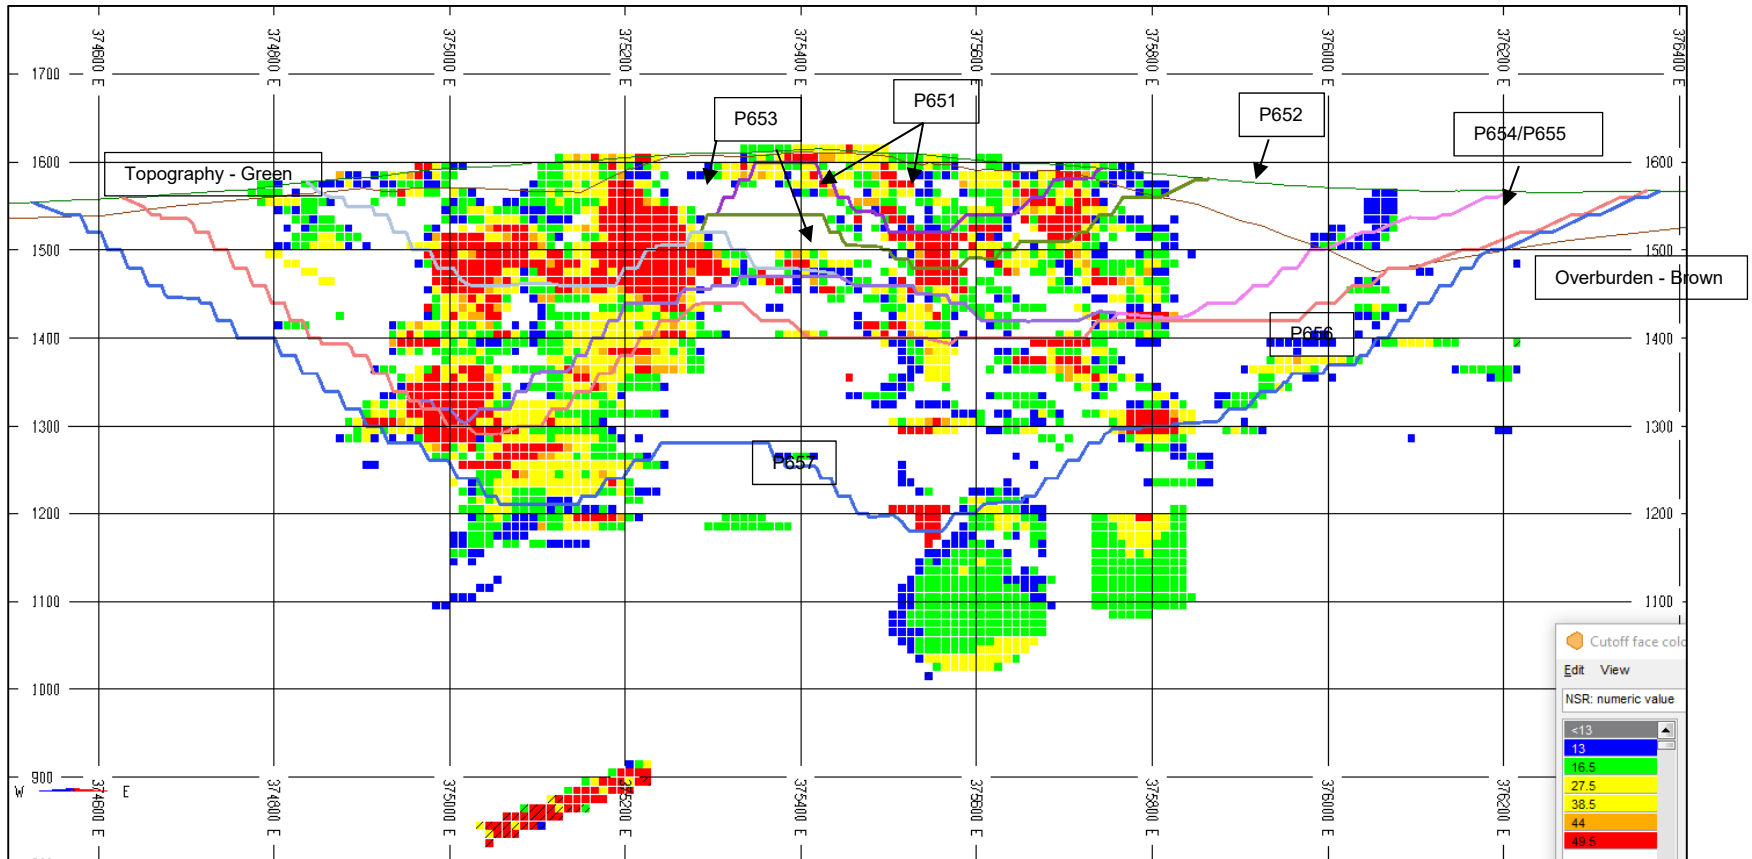 374600 E
374800 E
375000 E
375200 E
375400 E
375600 E
375800 E
376000 E
376200 E
376400 E
1700
P653
P651
P652
P654/P655
1600
Topography - Green
1600
1500
1500
Overburden - Brown
1400
P656
1400
1300
1300
P657
1200
1200
1100
1100
Cutoff face colo
Edit View
1000
NSR: numeric value
<13
13
900
16.5
W E
27.5
38.5
44
49.5
374600 E
374800 E
375000 E
375200 E
375400 E
375600 E
375800 E
376000 E
376200 E